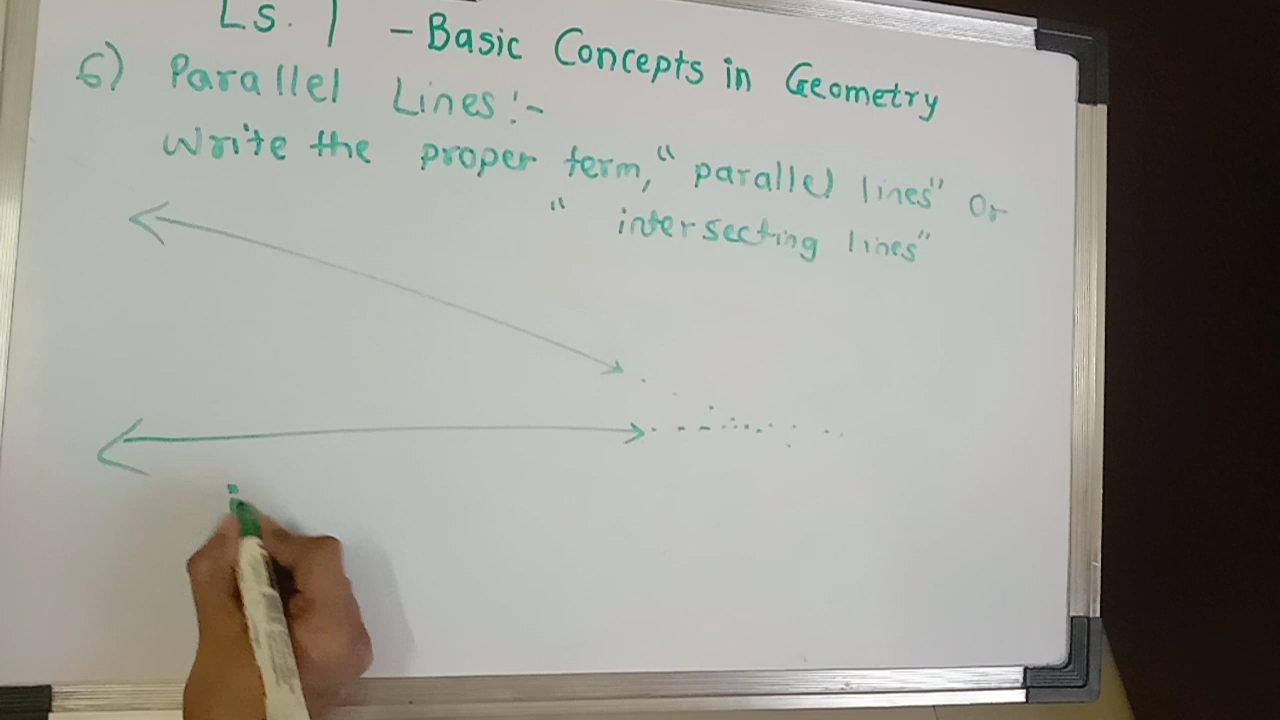 Ls. 1 - Basic Concepts in Geometry
6) Parallel Lines:-
Write the proper term, "parallel lines" Or
" intersecting lines"